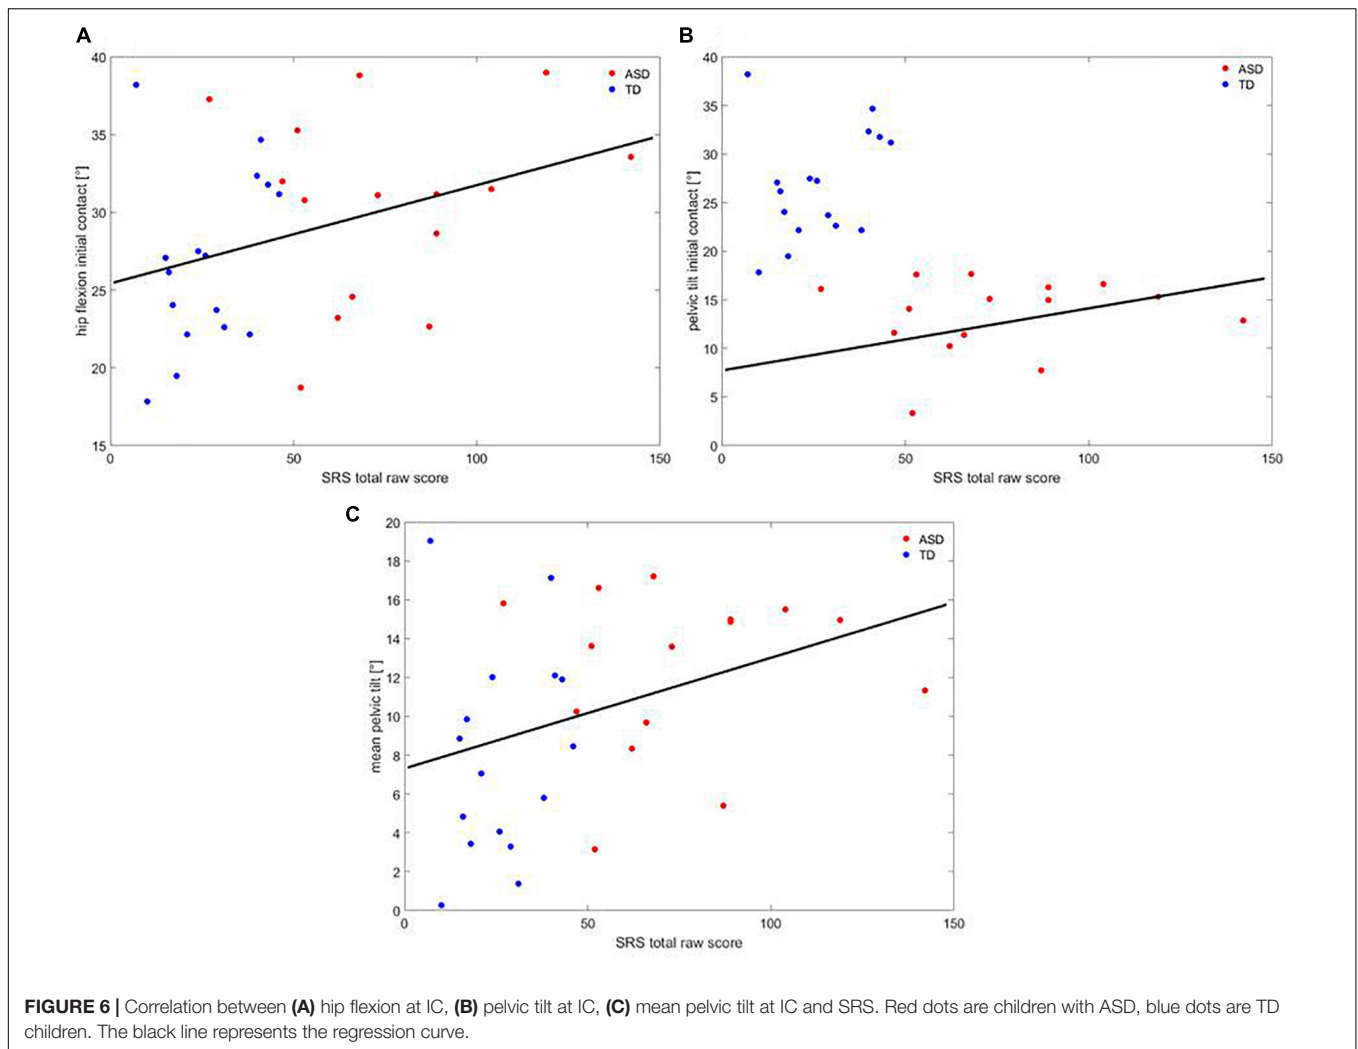 A
40
35
30
25
20
15
0
50
100
150
hip flexion initial contact [°]
SRS total raw score
ASD
TD
B
40
35
30
25
20
15
10
5
0
0
50
100
150
pelvic tilt initial contact [°]
SRS total raw score
ASD
TD
C
20
18
16
14
12
10
8
6
4
2
0
0
50
100
150
mean pelvic tilt [°]
SRS total raw score
ASD
TD
FIGURE 6 | Correlation between (A) hip flexion at IC, (B) pelvic tilt at IC, (C) mean pelvic tilt at IC and SRS. Red dots are children with ASD, blue dots are TD
children. The black line represents the regression curve.